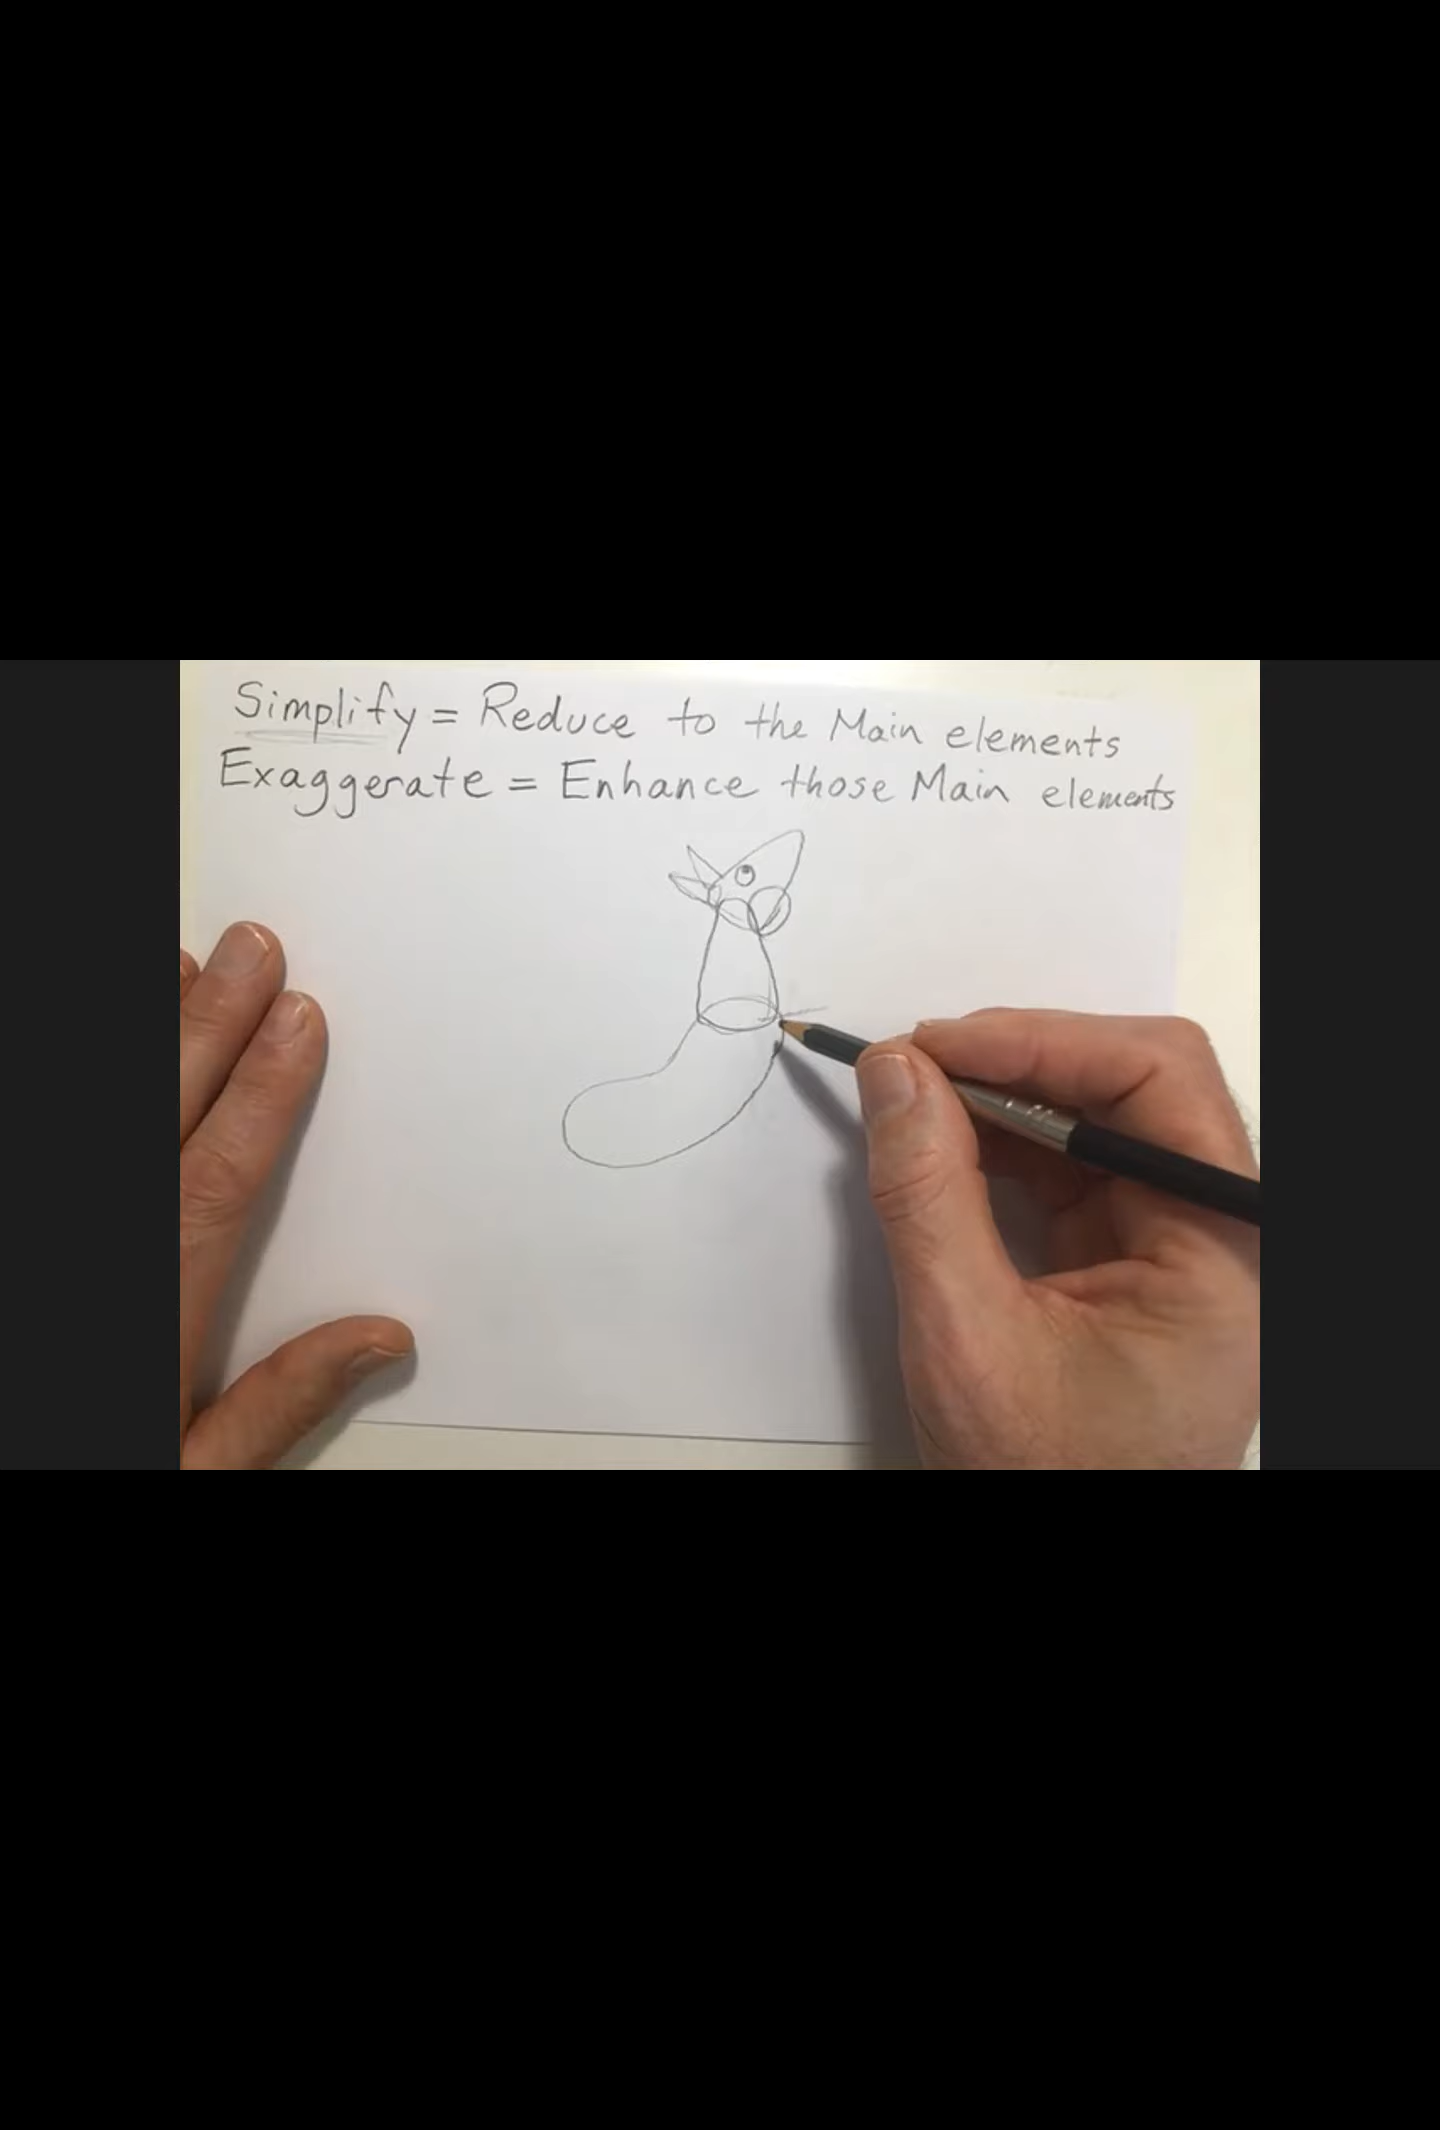 Simplify = Reduce to the Main elements
Exaggerate = Enhance those Main elements